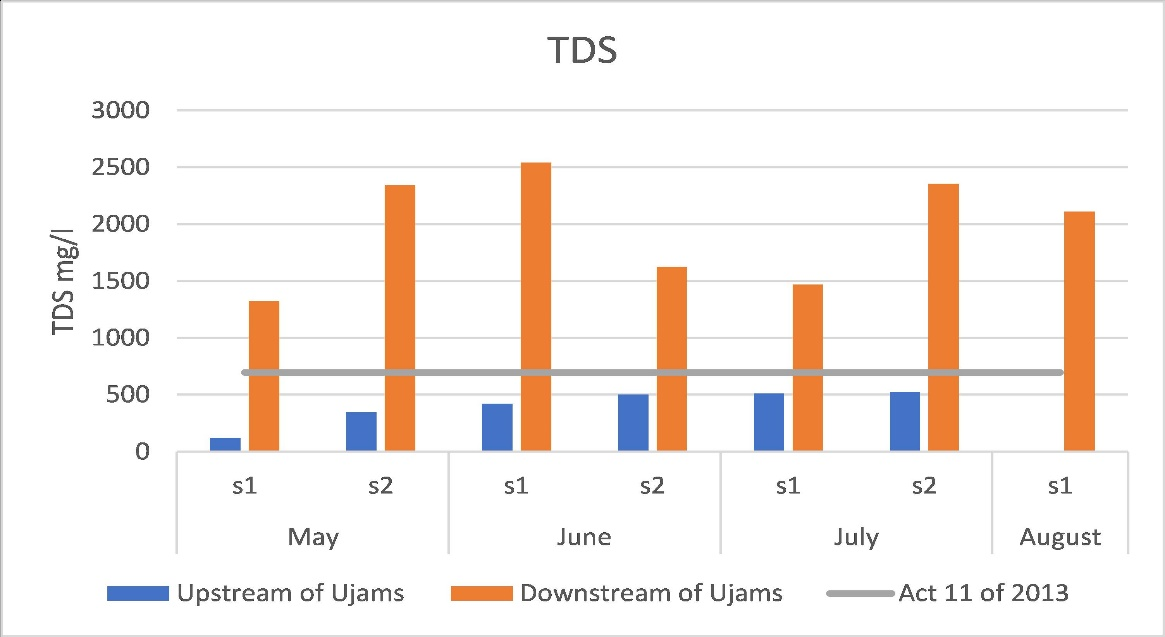 TDS
3000
2500
2000
1500
1000
500
0
TDS mg/l
s1 s2 s1 s2 s1 s2 s1
May June July August
Upstream of Ujams Downstream of Ujams Act 11 of 2013